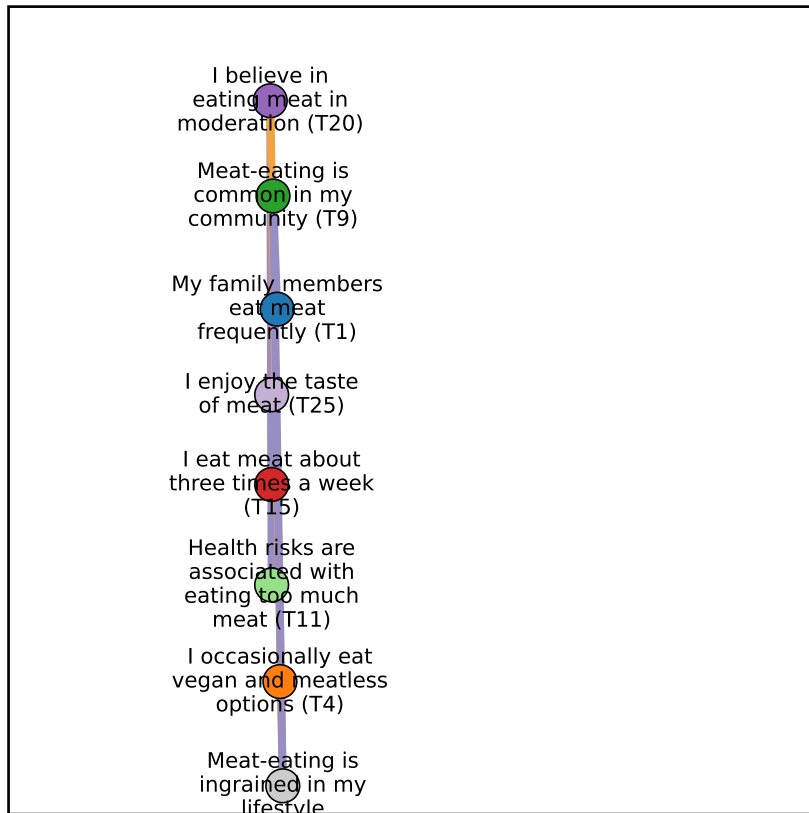 I believe in
eating meat in
moderation (T20)
Meat-eating is
common in my
community (T9)
My family members
eat meat
frequently (T1)
I enjoy the taste
of meat (T25)
I eat meat about
three times a week
(T15)
Health risks are
associated with
eating too much
meat (T11)
I occasionally eat
vegan and meatless
options (T4)
Meat-eating is
ingrained in my
lifestyle